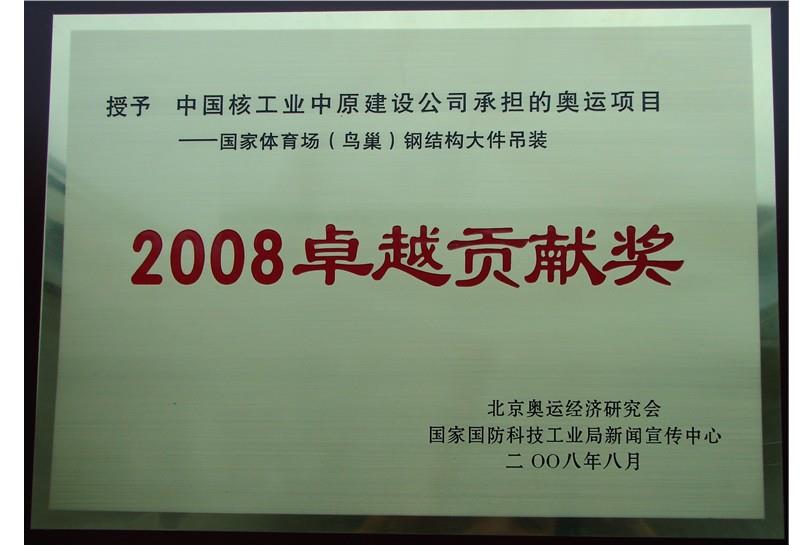 授予 中国核工业中原建设公司承担的奥运项目
——国家体育场（鸟巢）钢结构大件吊装
2008卓越贡献奖
北京奥运经济研究会
国家国防科技工业局新闻宣传中心
二〇〇八年八月